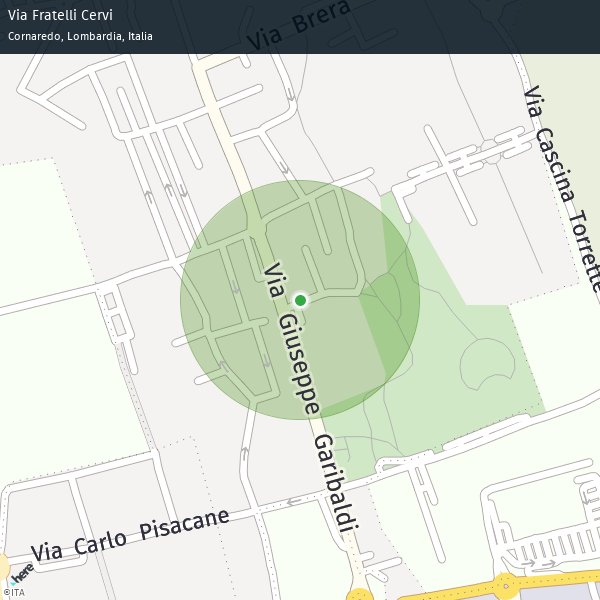 Via Fratelli Cervi
Cornaredo, Lombardia, Italia
Via Brera
Via Cascina Torrette
Via Giuseppe Garibaldi
Via Carlo Pisacane
here
©ITA